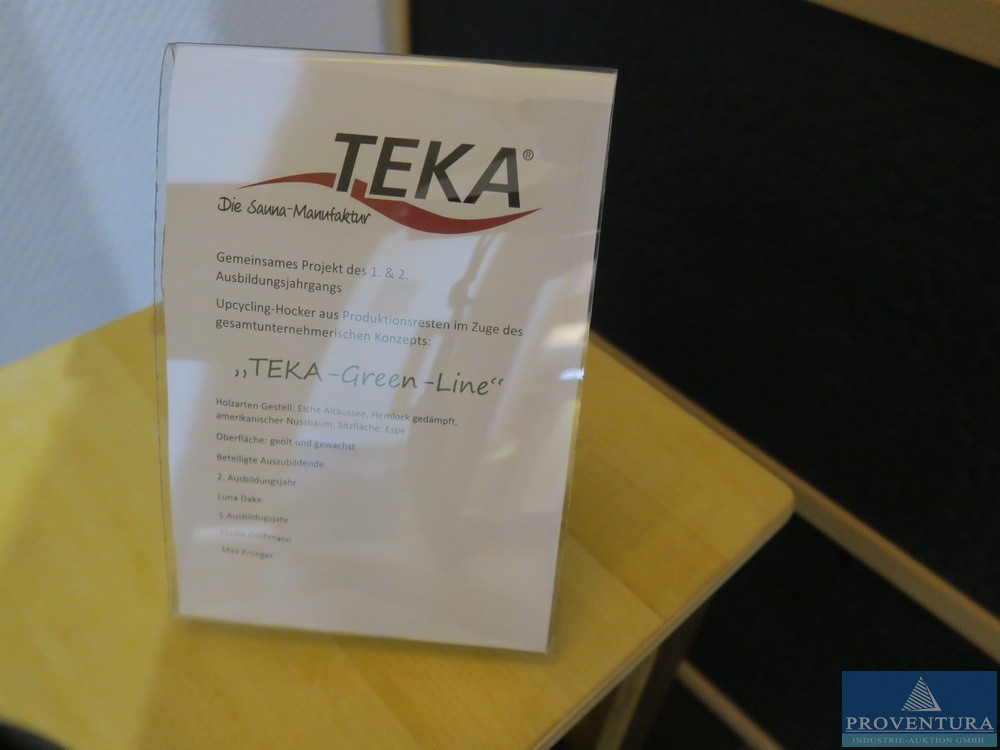 TEKA®
Die Sauna-Manufaktur
Gemeinsames Projekt des 1. & 2.
Ausbildungsjahrgangs
Upcycling-Hocker aus Produktionsresten im Zuge des
gesamtunternehmerischen Konzepts:
„TEKA-Green-Line“
Holzarten Gestell: Eiche Altaussee, Hemlock gedämpft,
amerikanischer Nussbaum; Sitzfläche: Espe
Oberfläche: geölt und gewachst
Beteiligte Auszubildende:
2. Ausbildungsjahr
Luna Dake
1.Ausbildugsjahr
Max Krueger
PROVENTURA
INDUSTRIE-AUKTION GMBH